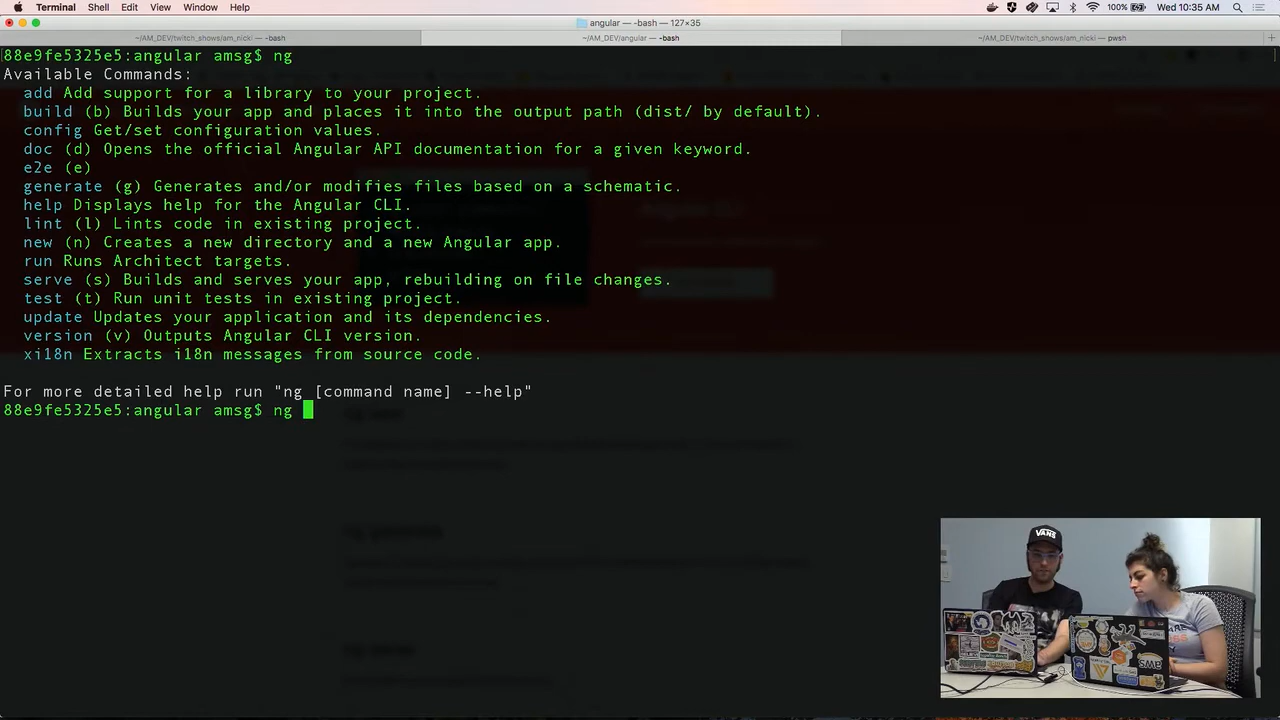 Terminal Shell Edit View Window Help 100% Wed 10:35 AM
angular — -bash — 127×35
~/AM_DEV/twitch_shows/am_nicki — -bash ~/AM_DEV/angular — -bash ~/AM_DEV/twitch_shows/am_nicki — pwsh
88e9fe5325e5:angular amsg$ ng
Available Commands:
add Add support for a library to your project.
build (b) Builds your app and places it into the output path (dist/ by default).
config Get/set configuration values.
doc (d) Opens the official Angular API documentation for a given keyword.
e2e (e)
generate (g) Generates and/or modifies files based on a schematic.
help Displays help for the Angular CLI.
lint (l) Lints code in existing project.
new (n) Creates a new directory and a new Angular app.
run Runs Architect targets.
serve (s) Builds and serves your app, rebuilding on file changes.
test (t) Run unit tests in existing project.
update Updates your application and its dependencies.
version (v) Outputs Angular CLI version.
xi18n Extracts i18n messages from source code.
For more detailed help run "ng [command name] --help"
88e9fe5325e5:angular amsg$ ng
VANS